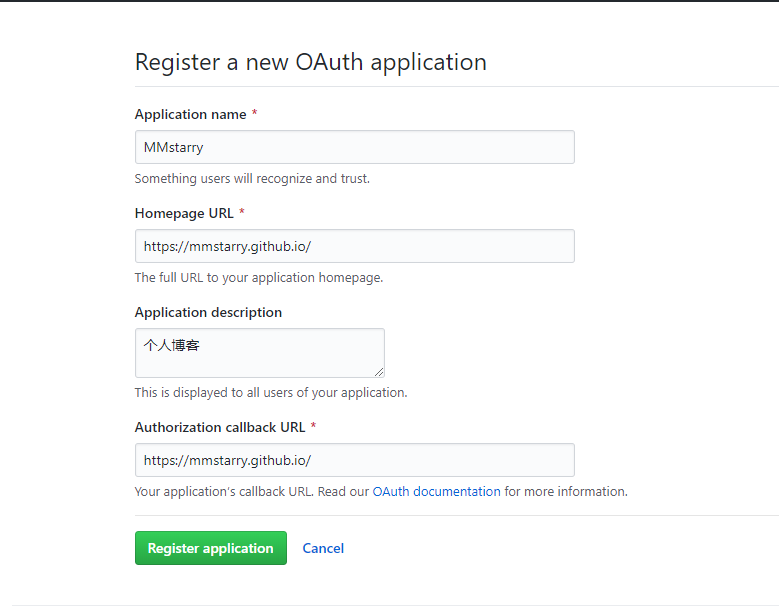 Register a new OAuth application
Application name *
MMstarry
Something users will recognize and trust.
Homepage URL *
https://mmstarry.github.io/
The full URL to your application homepage.
Application description
个人博客
This is displayed to all users of your application.
Authorization callback URL *
https://mmstarry.github.io/
Your application's callback URL. Read our OAuth documentation for more information.
Register application Cancel